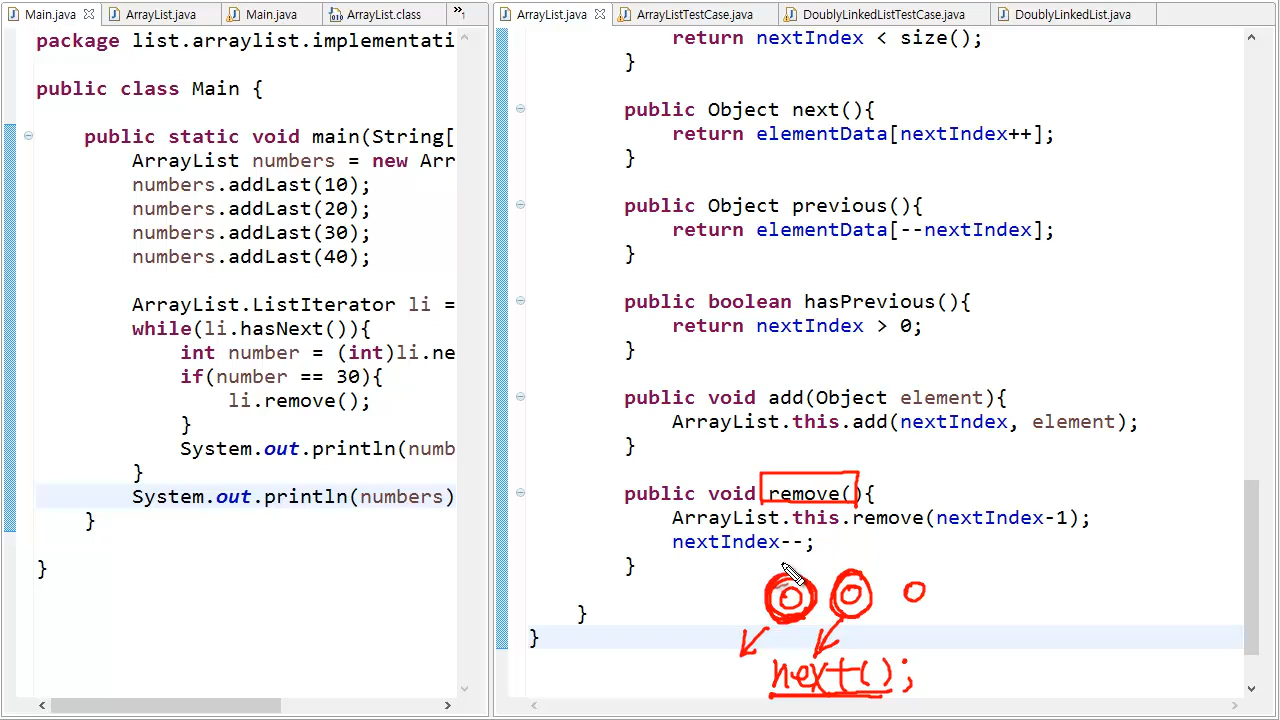 Main.java
ArrayList.java
Main.java
ArrayList.class
»1
package list.arraylist.implementati
public class Main {
public static void main(String[
ArrayList numbers = new Arr
numbers.addLast(10);
numbers.addLast(20);
numbers.addLast(30);
numbers.addLast(40);
ArrayList.ListIterator li =
while(li.hasNext()){
int number = (int)li.ne
if(number == 30){
li.remove();
}
System.out.println(numb
}
System.out.println(numbers)
}
}
ArrayList.java
ArrayListTestCase.java
DoublyLinkedListTestCase.java
DoublyLinkedList.java
return nextIndex < size();
}
public Object next(){
return elementData[nextIndex++];
}
public Object previous(){
return elementData[--nextIndex];
}
public boolean hasPrevious(){
return nextIndex > 0;
}
public void add(Object element){
ArrayList.this.add(nextIndex, element);
}
public void remove(){
ArrayList.this.remove(nextIndex-1);
nextIndex--;
}
}
}
next();